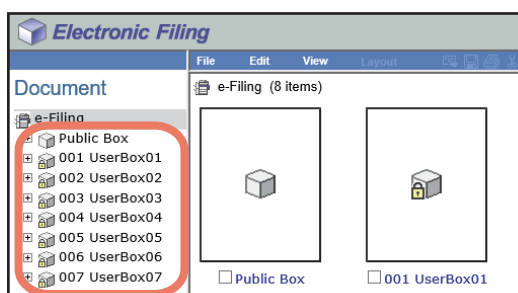 Electronic Filing
File Edit View Layout
Document
e-Filing (8 items)
e-Filing
Public Box
001 UserBox01
002 UserBox02
003 UserBox03
004 UserBox04
005 UserBox05
006 UserBox06
007 UserBox07
Public Box 001 UserBox01